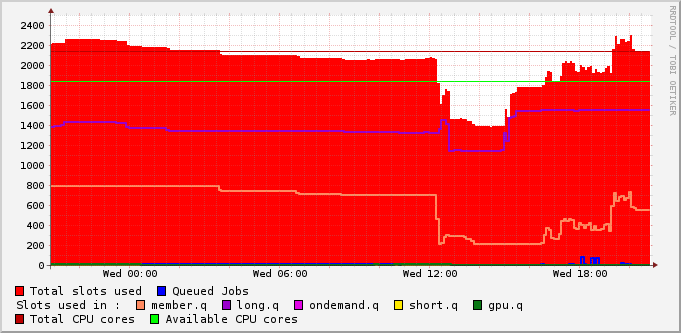 2400
2200
2000
1800
1600
1400
1200
1000
800
600
400
200
0
Wed 00:00 Wed 06:00 Wed 12:00 Wed 18:00
RRDTOOL / TOBI OETIKER
Total slots used Queued Jobs
Slots used in : member.q long.q ondemand.q short.q gpu.q
Total CPU cores Available CPU cores